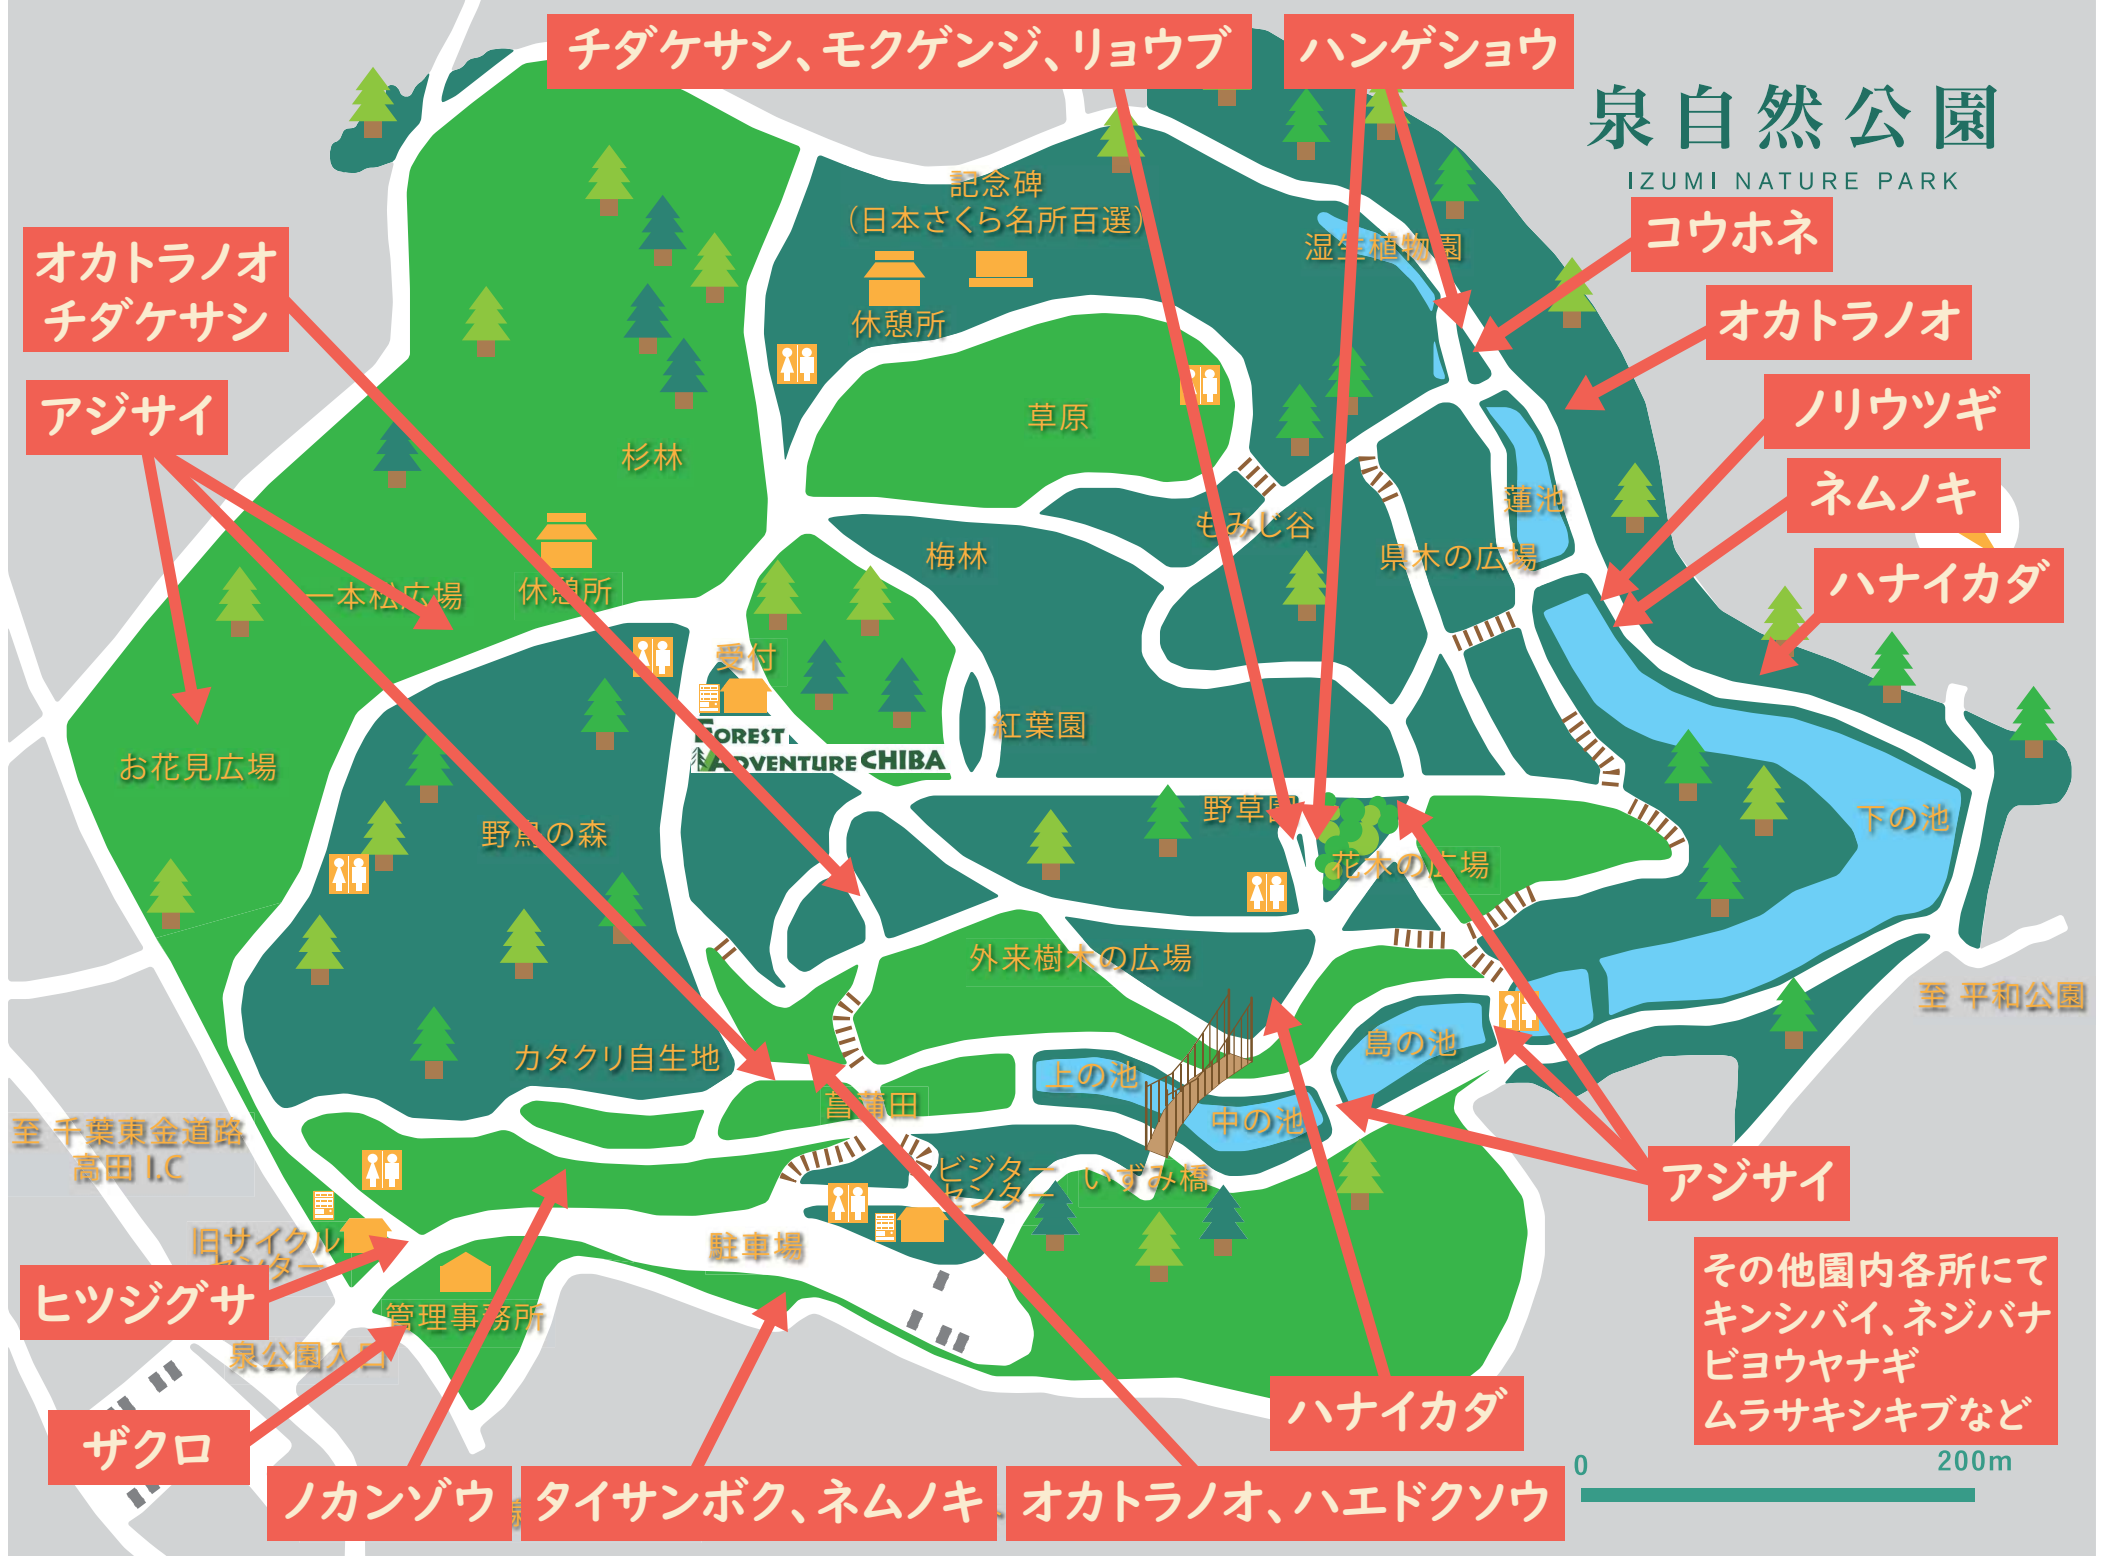 チダケサシ、モクゲンジ、リョウブ
ハンゲショウ
泉自然公園
IZUMI NATURE PARK
記念碑
（日本さくら名所百選）
コウホネ
オカトラノオ
チダケサシ
湿生植物園
休憩所
オカトラノオ
アジサイ
草原
ノリウツギ
杉林
ネムノキ
蓮池
もみじ谷
梅林
県木の広場
ハナイカダ
一本松広場
休憩所
受付
紅葉園
FOREST
ADVENTURE CHIBA
お花見広場
野鳥の森
野草園
下の池
花木の広場
外来樹木の広場
至 平和公園
カタクリ自生地
島の池
上の池
菖蒲田
中の池
至 千葉東金道路
高田 I.C
ビジター
センター
いずみ橋
アジサイ
旧サイクル
センター
駐車場
その他園内各所にて
キンシバイ、ネジバナ
ビヨウヤナギ
ムラサキシキブなど
ヒツジグサ
管理事務所
泉公園入口
ハナイカダ
ザクロ
0
200m
ノカンゾウ
タイサンボク、ネムノキ
オカトラノオ、ハエドクソウ